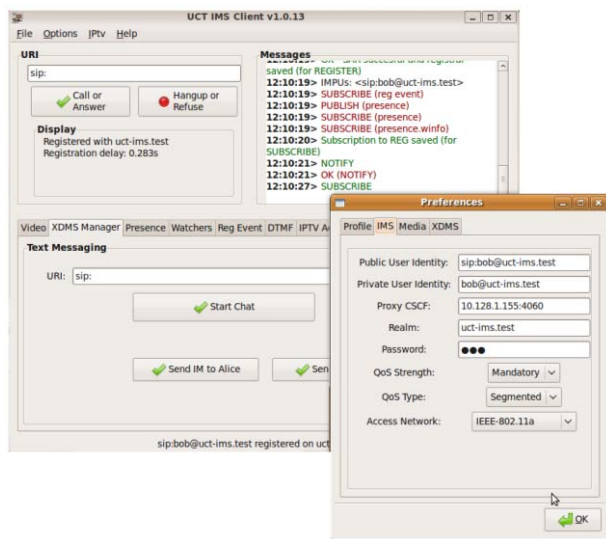 UCT IMS Client v1.0.13
File Options IPtv Help
URI
sip:
Call or
Answer
Hangup or
Refuse
Display
Registered with uct-ims.test
Registration delay: 0.283s
Messages
saved (for REGISTER)
12:10:19> IMPUs: <sip:bob@uct-ims.test>
12:10:19> SUBSCRIBE (reg event)
12:10:19> PUBLISH (presence)
12:10:19> SUBSCRIBE (presence)
12:10:19> SUBSCRIBE (presence.winfo)
12:10:20> Subscription to REG saved (for
SUBSCRIBE)
12:10:21> NOTIFY
12:10:21> OK (NOTIFY)
12:10:27> SUBSCRIBE
Video XDMS Manager Presence Watchers Reg Event DTMF IPTV A
Text Messaging
URI: sip:
Start Chat
Send IM to Alice
Sen
sip:bob@uct-ims.test registered on uct
Preferences
Profile IMS Media XDMS
Public User Identity: sip:bob@uct-ims.test
Private User Identity: bob@uct-ims.test
Proxy CSCF: 10.128.1.155:4060
Realm: uct-ims.test
Password: ●●●
QoS Strength: Mandatory
QoS Type: Segmented
Access Network: IEEE-802.11a
OK